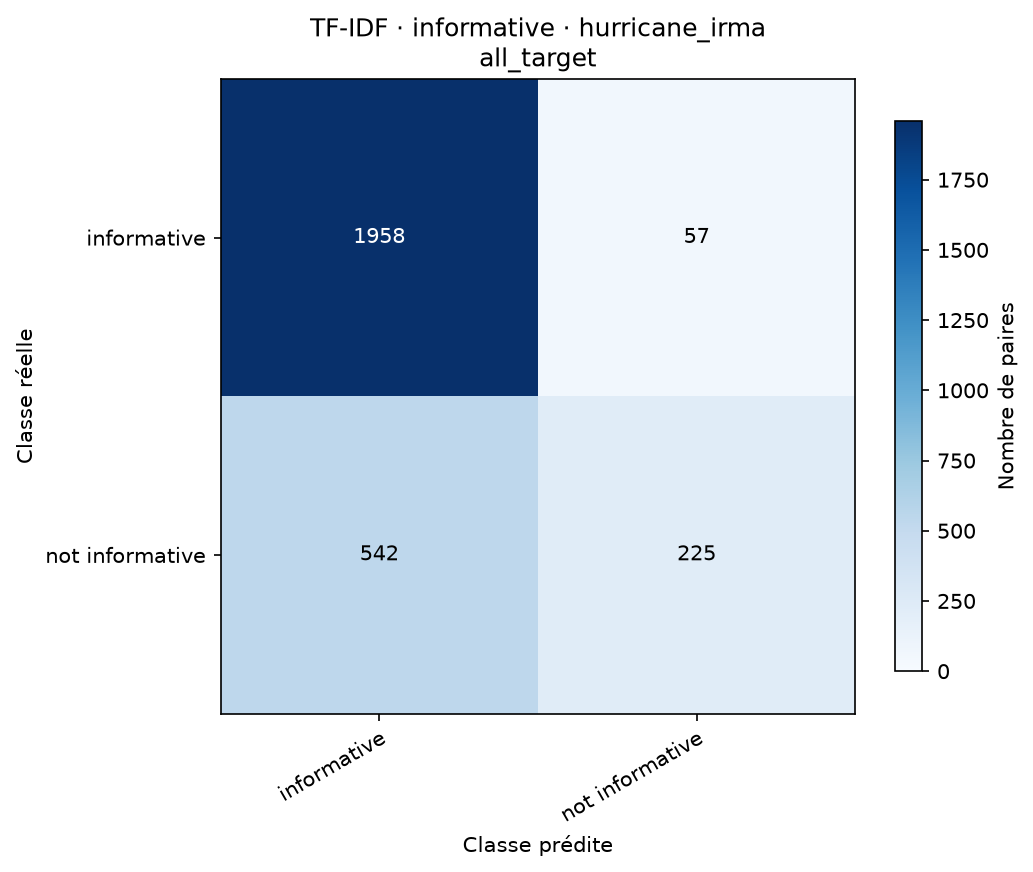 TF-IDF · informative · hurricane_irma
all_target
informative
1958
57
not informative
542
225
informative
not informative
Classe prédite
Classe réelle
1750
1500
1250
1000
750
500
250
0
Nombre de paires